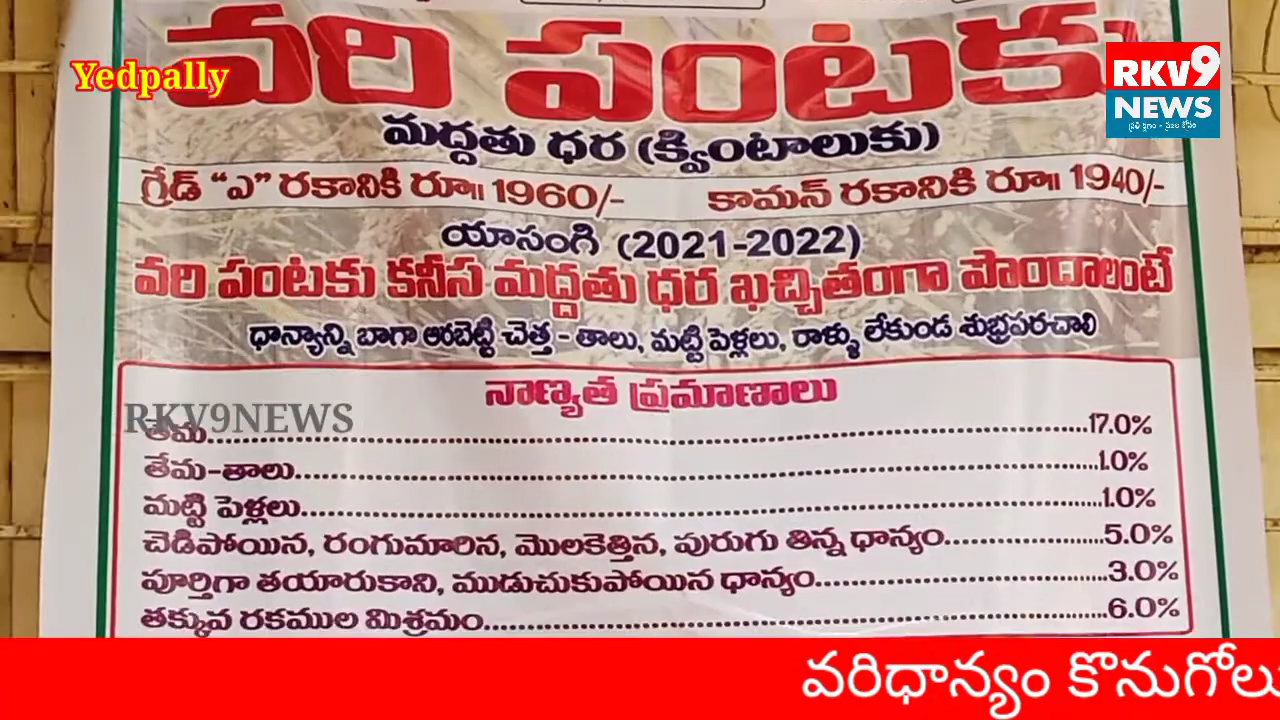 వరి పంటకు
Yedpally
RKV9
NEWS
మద్దతు ధర (క్వింటాలుకు)
గ్రేడ్ “ఎ” రకానికి రూ॥ 1960/- కామన్ రకానికి రూ॥ 1940/-
యాసంగి (2021-2022)
వరి పంటకు కనీస మద్దతు ధర ఖచ్చితంగా పొందాలంటే
ధాన్యాన్ని బాగా ఆరబెట్టి చెత్త - తాలు, మట్టి పెళ్లలు, రాళ్ళు లేకుండ శుభ్రపరచాలి
నాణ్యత ప్రమాణాలు
RKV9NEWS
తేమ....17.0%
తేమ-తాలు....1.0%
మట్టి పెళ్లలు....1.0%
చెడిపోయిన, రంగుమారిన, మొలకెత్తిన, పురుగు తిన్న ధాన్యం....5.0%
పూర్తిగా తయారుకాని, ముడుచుకుపోయిన ధాన్యం....3.0%
తక్కువ రకముల మిశ్రమం....6.0%
వరిధాన్యం కొనుగోలు